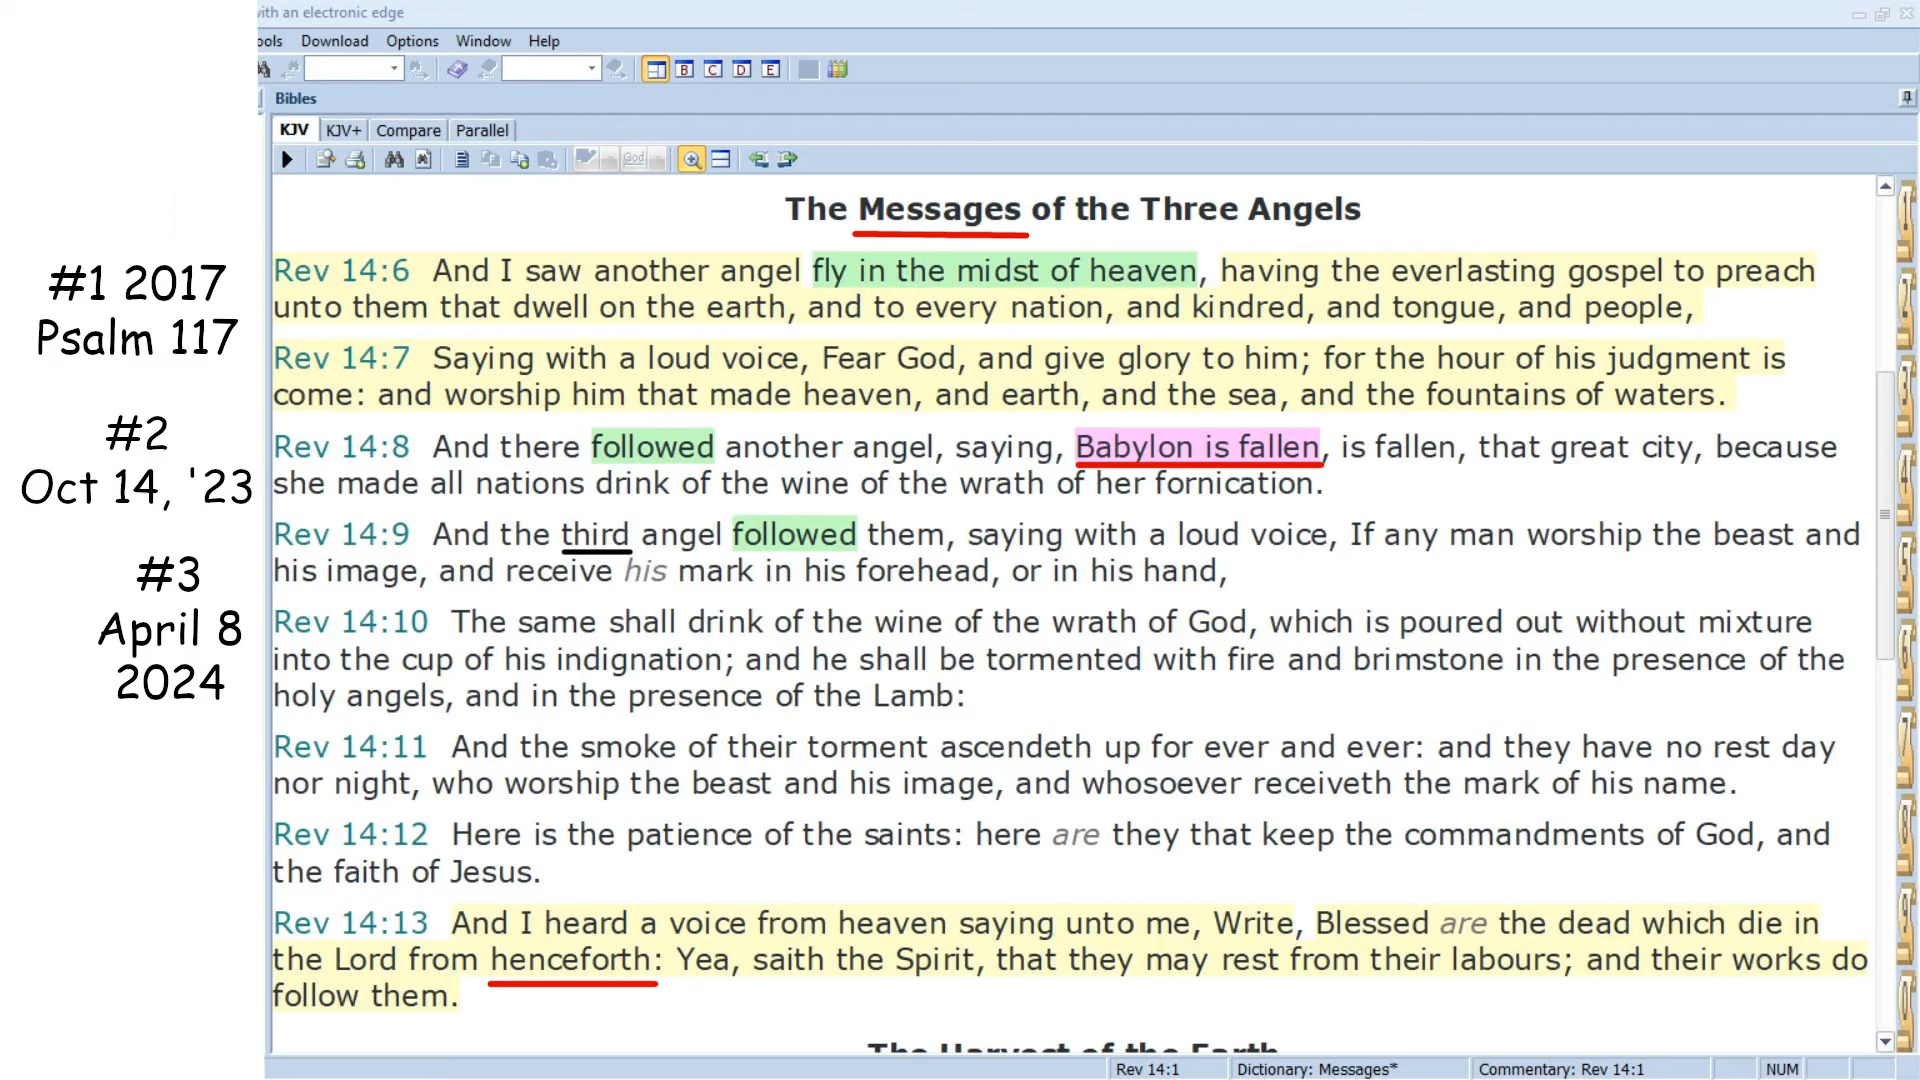 with an electronic edge
ools Download Options Window Help
B C D E
Bibles
KJV KJV+ Compare Parallel
God
The Messages of the Three Angels
#1 2017
Psalm 117
#2
Oct 14, '23
#3
April 8
2024
Rev 14:6 And I saw another angel fly in the midst of heaven, having the everlasting gospel to preach
unto them that dwell on the earth, and to every nation, and kindred, and tongue, and people,
Rev 14:7 Saying with a loud voice, Fear God, and give glory to him; for the hour of his judgment is
come: and worship him that made heaven, and earth, and the sea, and the fountains of waters.
Rev 14:8 And there followed another angel, saying, Babylon is fallen, is fallen, that great city, because
she made all nations drink of the wine of the wrath of her fornication.
Rev 14:9 And the third angel followed them, saying with a loud voice, If any man worship the beast and
his image, and receive his mark in his forehead, or in his hand,
Rev 14:10 The same shall drink of the wine of the wrath of God, which is poured out without mixture
into the cup of his indignation; and he shall be tormented with fire and brimstone in the presence of the
holy angels, and in the presence of the Lamb:
Rev 14:11 And the smoke of their torment ascendeth up for ever and ever: and they have no rest day
nor night, who worship the beast and his image, and whosoever receiveth the mark of his name.
Rev 14:12 Here is the patience of the saints: here are they that keep the commandments of God, and
the faith of Jesus.
Rev 14:13 And I heard a voice from heaven saying unto me, Write, Blessed are the dead which die in
the Lord from henceforth: Yea, saith the Spirit, that they may rest from their labours; and their works do
follow them.
The Harvest of the Earth
Rev 14:1 Dictionary: Messages* Commentary: Rev 14:1 NUM